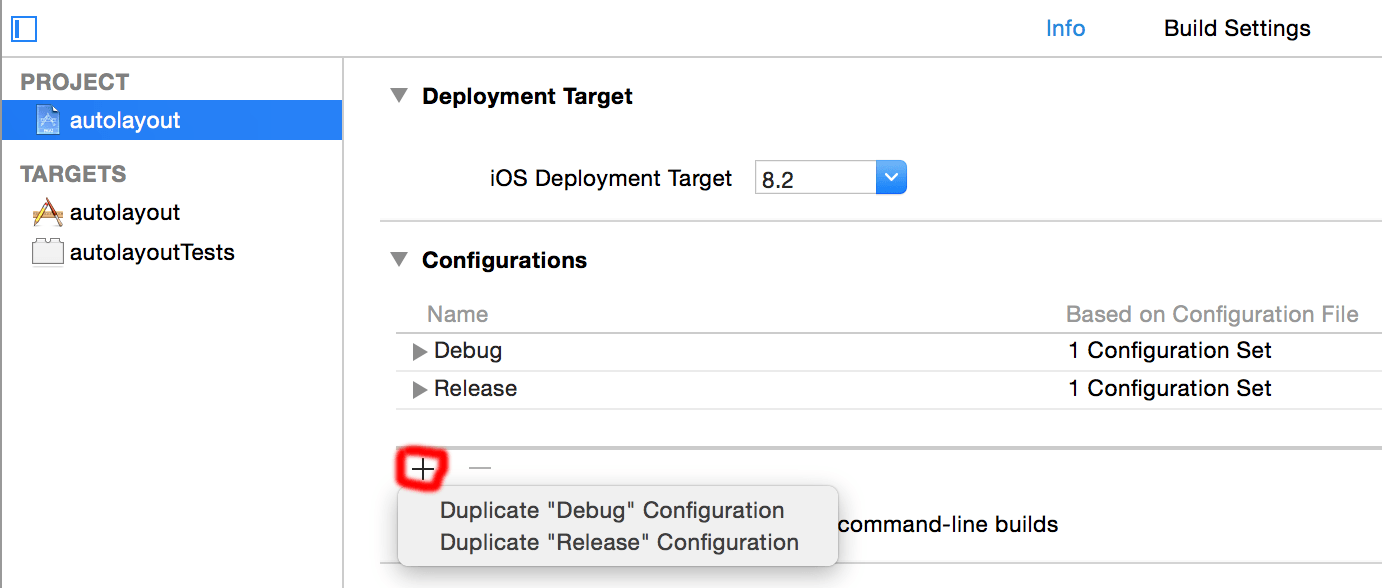 Info Build Settings
PROJECT
autolayout
TARGETS
autolayout
autolayoutTests
Deployment Target
iOS Deployment Target 8.2
Configurations
Name Based on Configuration File
Debug 1 Configuration Set
Release 1 Configuration Set
Duplicate "Debug" Configuration
command-line builds
Duplicate "Release" Configuration